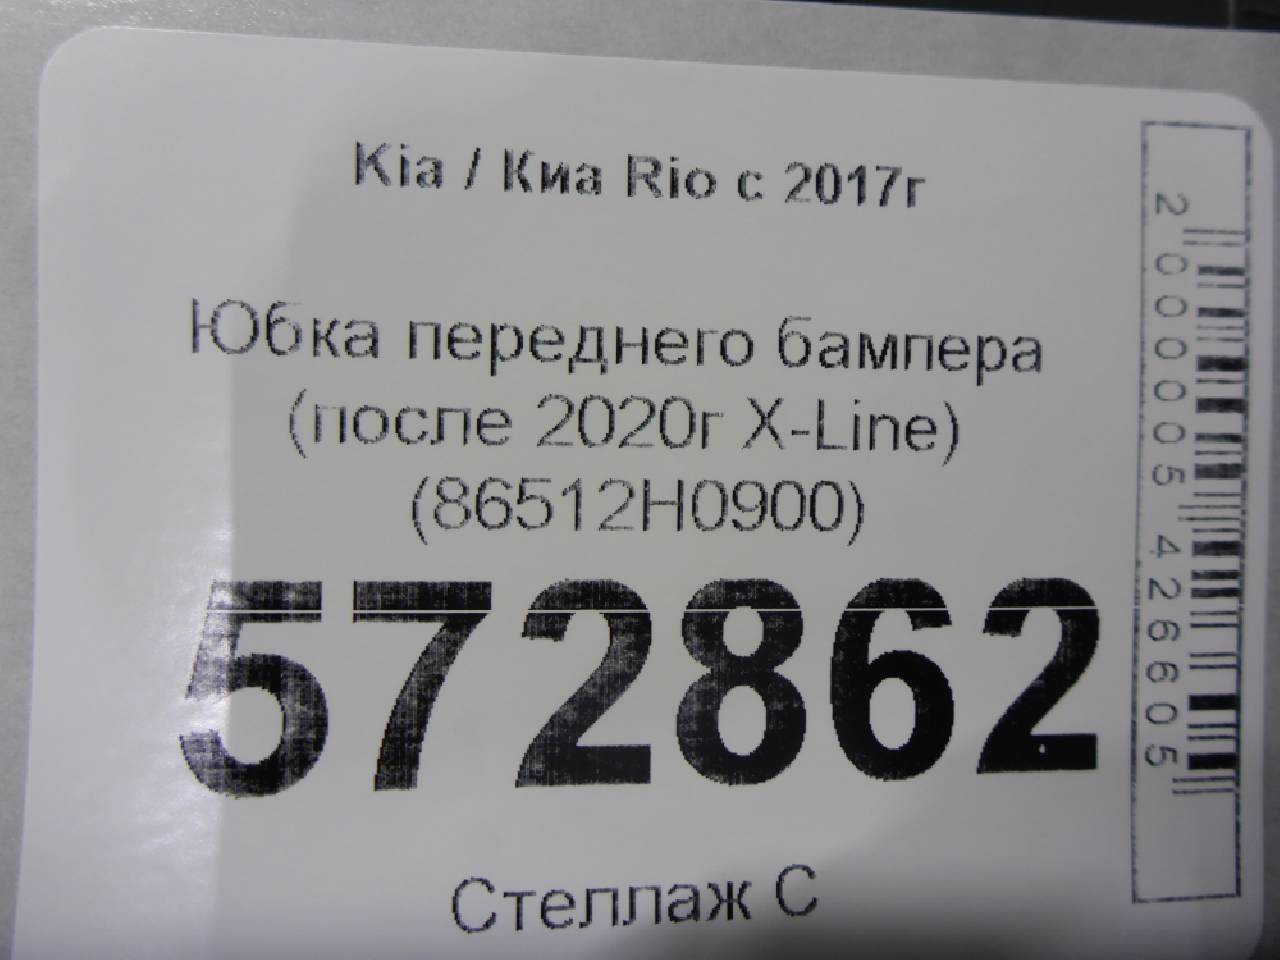 Kia / Киа Rio с 2017г
Юбка переднего бампера
(после 2020г X-Line)
(86512H0900)
572862
Стеллаж С
2000005426605